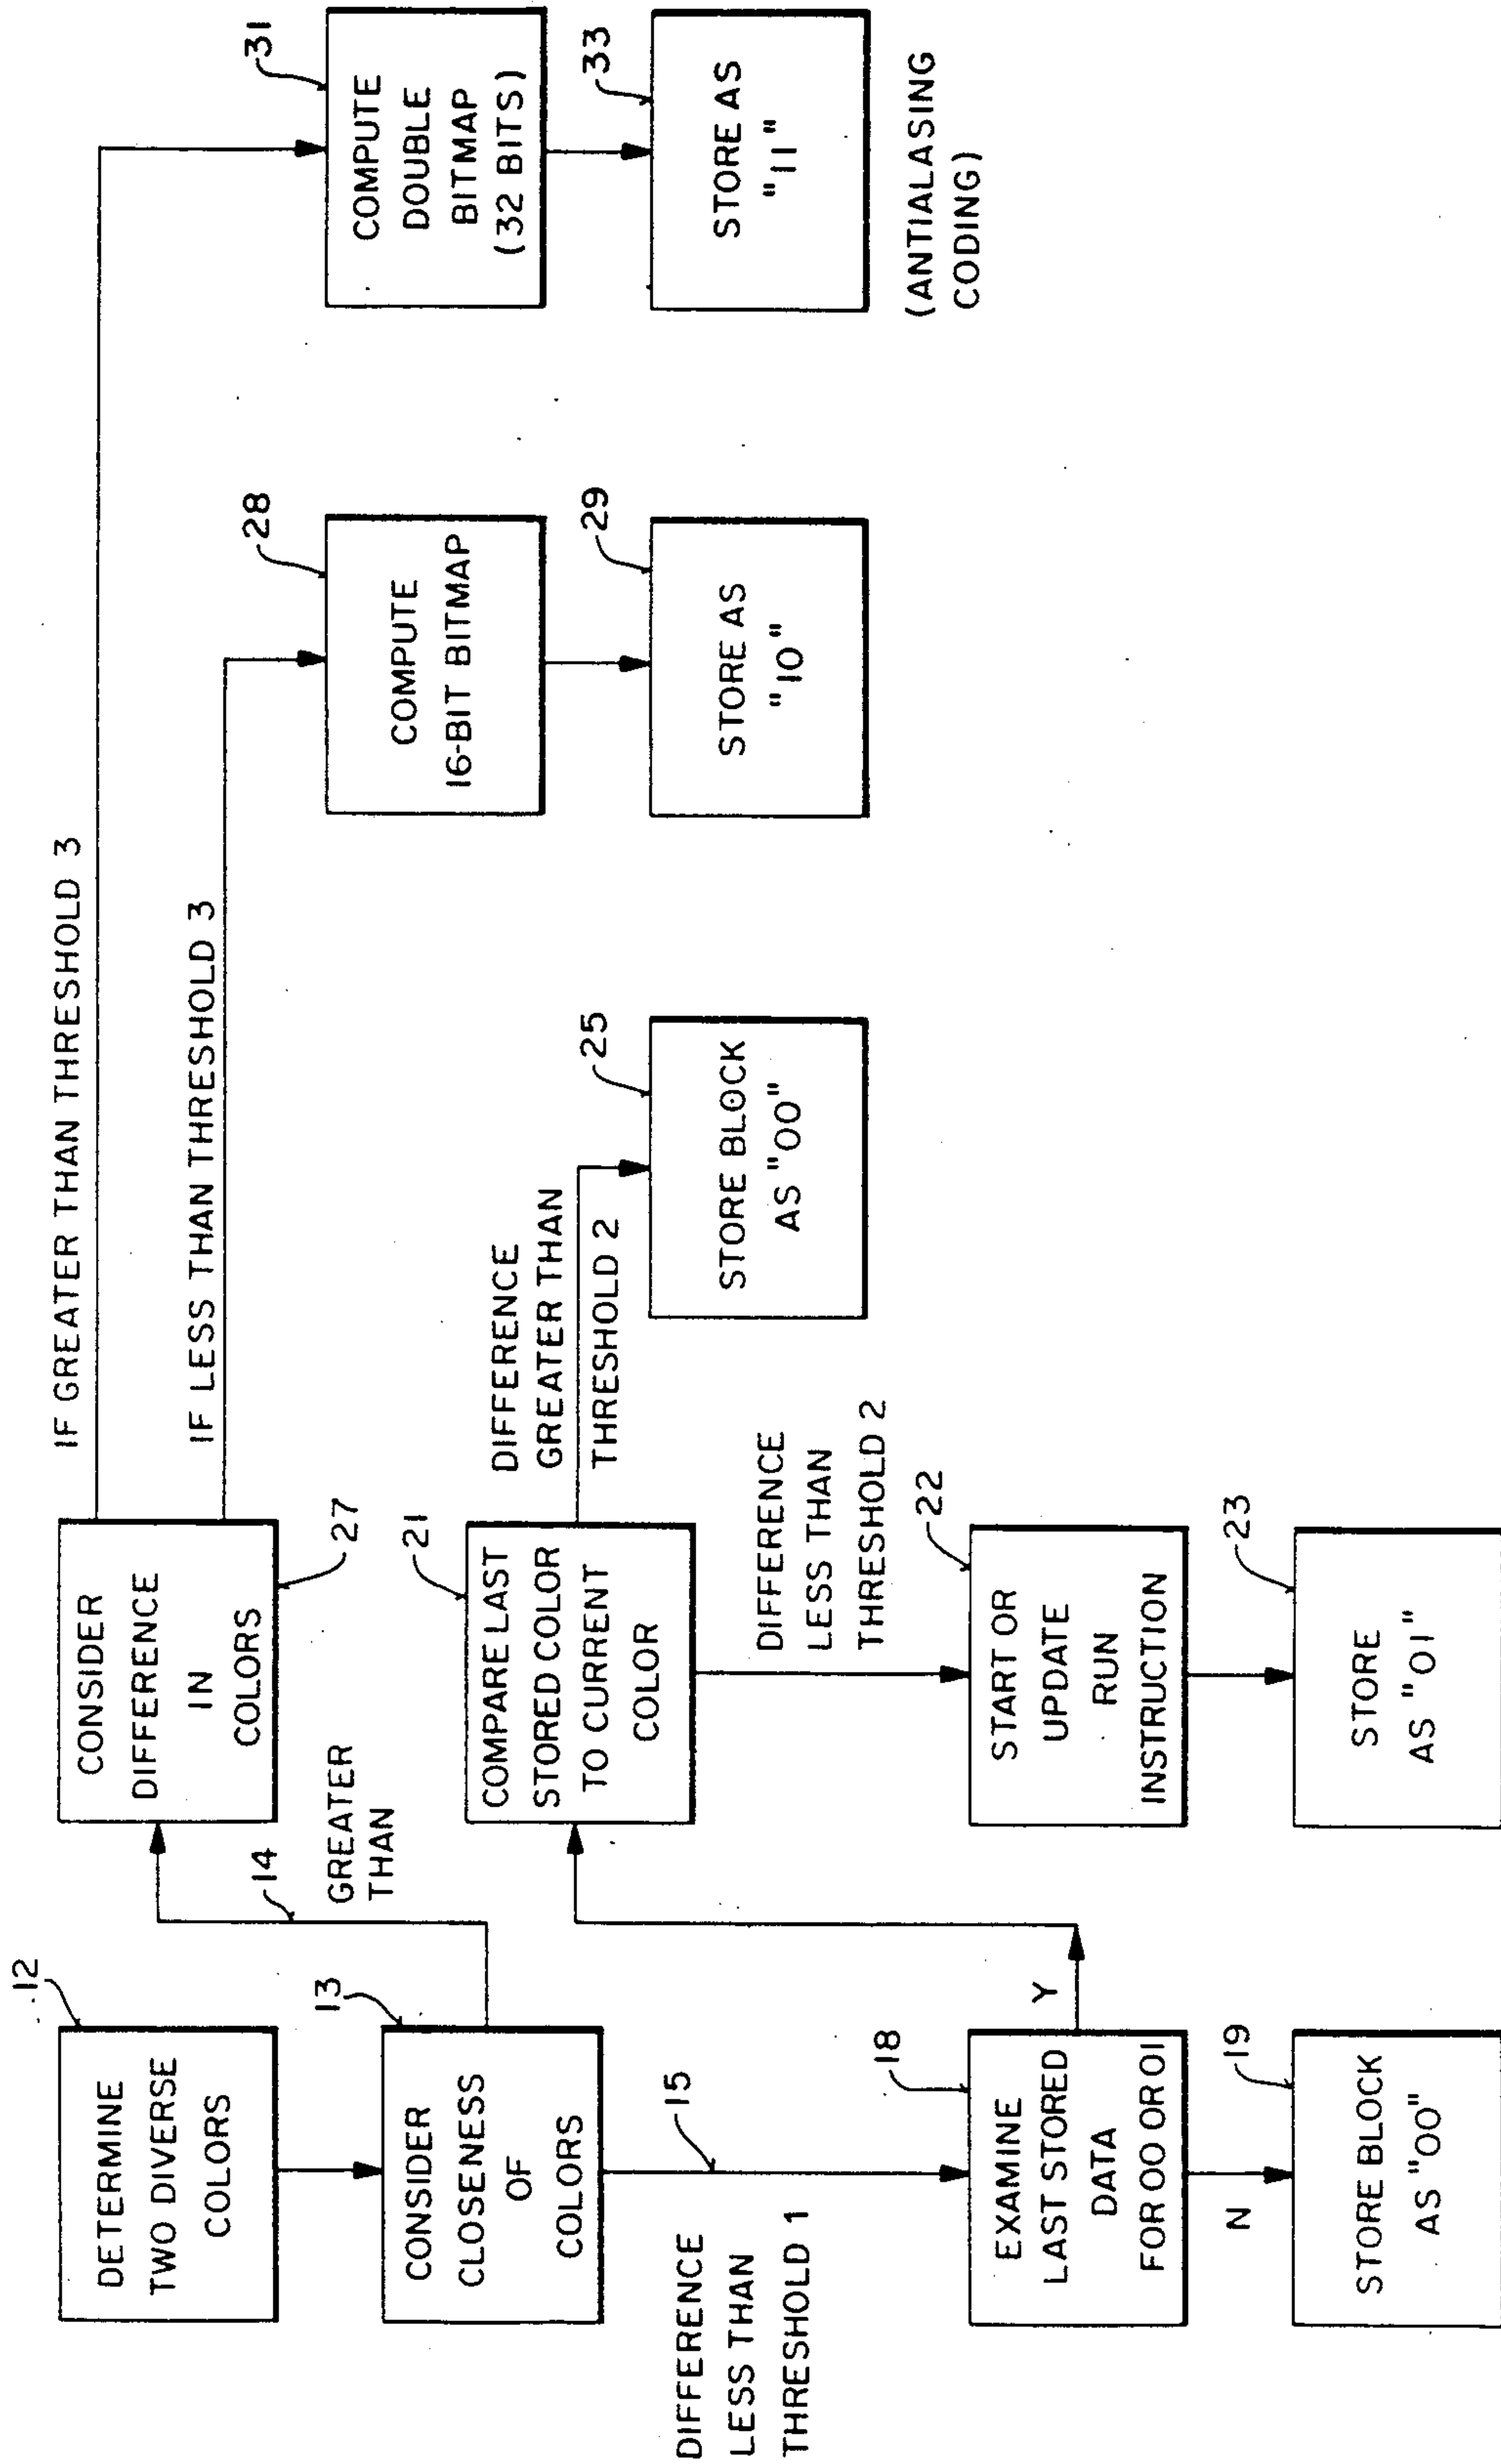 12
DETERMINE
TWO DIVERSE
COLORS
13
CONSIDER
CLOSENESS
OF
COLORS
14
GREATER
THAN
15
DIFFERENCE
LESS THAN
THRESHOLD 1
18
EXAMINE
LAST STORED
DATA
FOR 00 OR 01
Y
N
19
STORE BLOCK
AS "00"
CONSIDER
DIFFERENCE
IN
COLORS
27
21
COMPARE LAST
STORED COLOR
TO CURRENT
COLOR
DIFFERENCE
LESS THAN
THRESHOLD 2
22
START OR
UPDATE
RUN
INSTRUCTION
23
STORE
AS "01"
DIFFERENCE
GREATER THAN
THRESHOLD 2
25
STORE BLOCK
AS "00"
IF GREATER THAN THRESHOLD 3
IF LESS THAN THRESHOLD 3
28
COMPUTE
16-BIT BITMAP
29
STORE AS
"10"
31
COMPUTE
DOUBLE
BITMAP
(32 BITS)
33
STORE AS
"11"
(ANTIALASING
CODING)